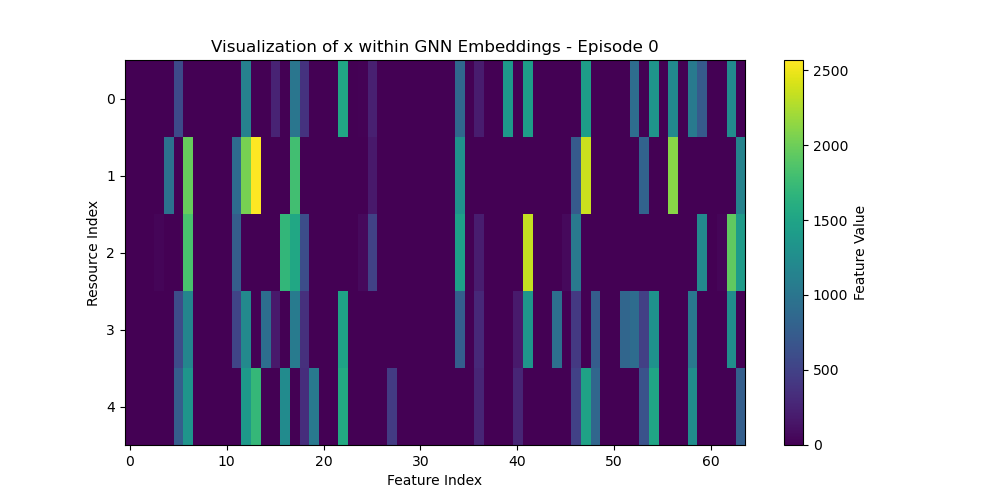 Visualization of x within GNN Embeddings - Episode 0
Resource Index
0
1
2
3
4
0 10 20 30 40 50 60
Feature Index
2500
2000
1500
1000
500
0
Feature Value